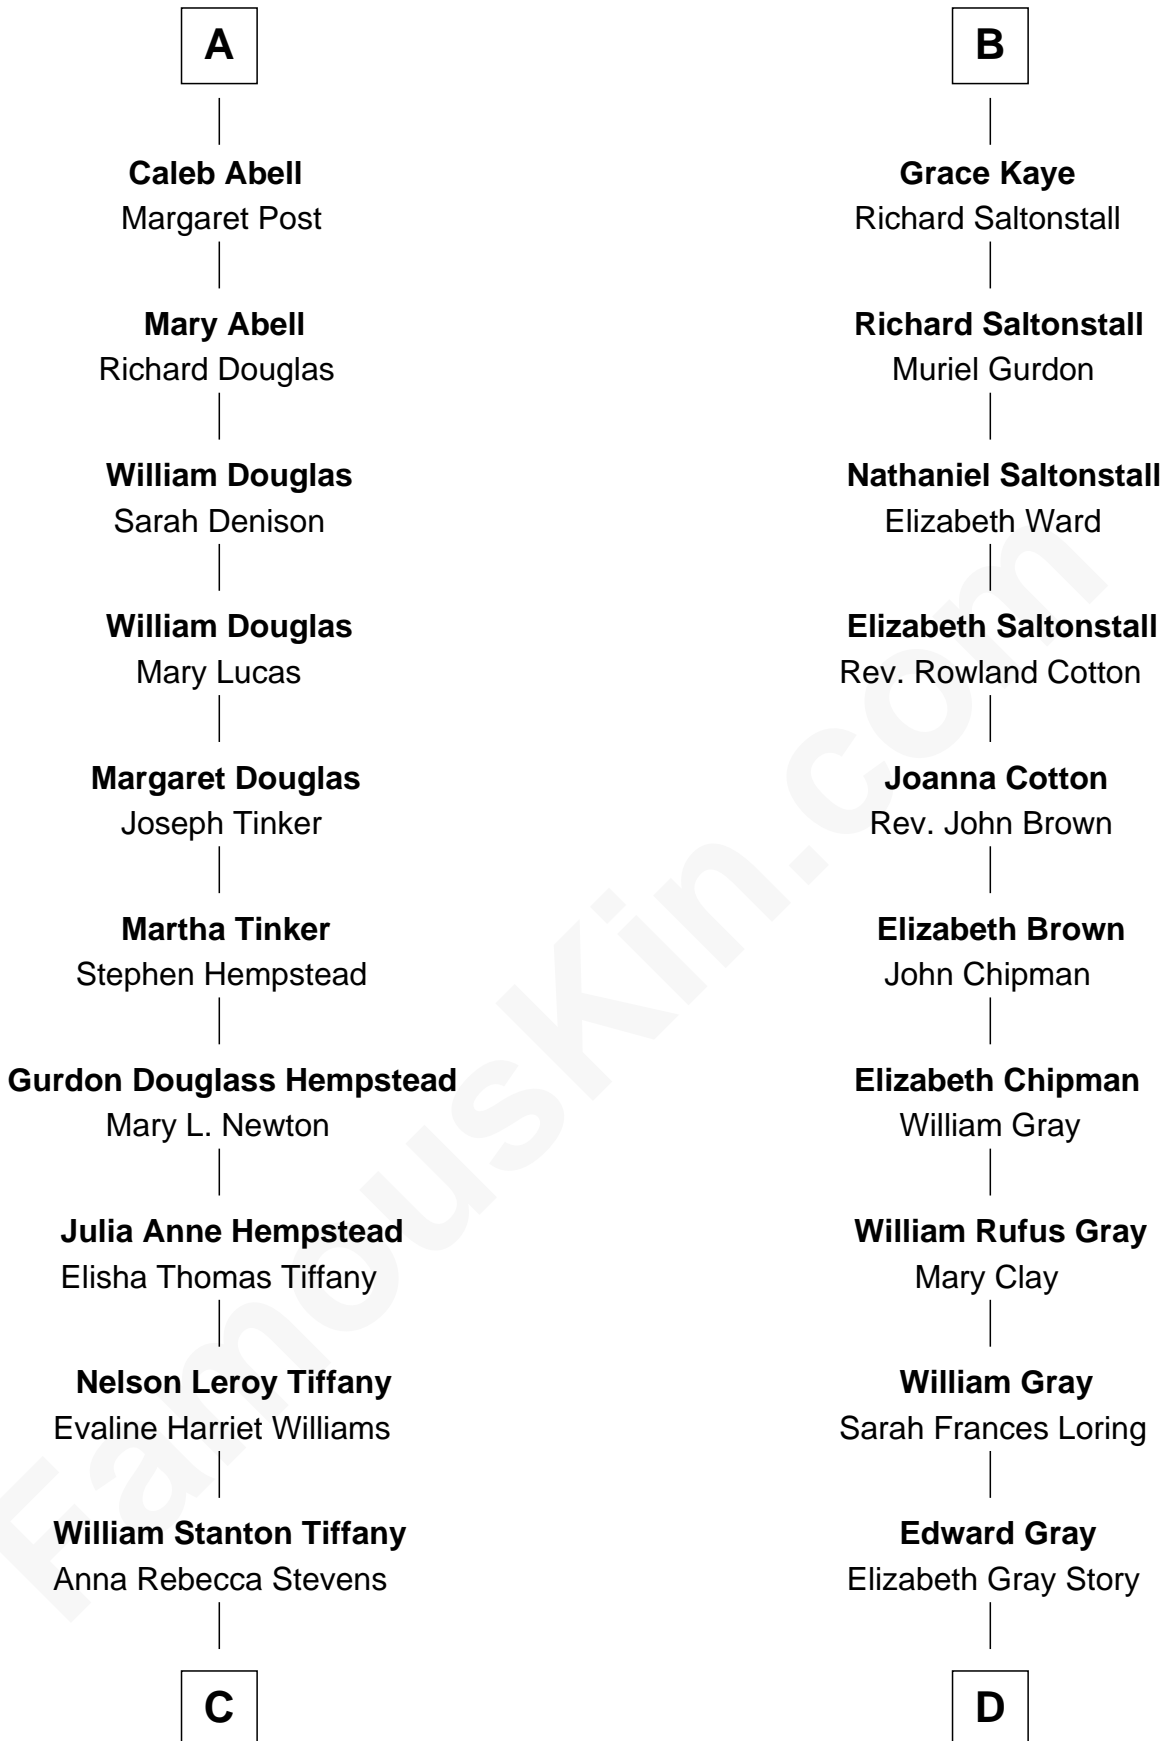 A
Caleb Abell
Margaret Post
Mary Abell
Richard Douglas
William Douglas
Sarah Denison
William Douglas
Mary Lucas
Margaret Douglas
Joseph Tinker
Martha Tinker
Stephen Hempstead
Gurdon Douglass Hempstead
Mary L. Newton
Julia Anne Hempstead
Elisha Thomas Tiffany
Nelson Leroy Tiffany
Evaline Harriet Williams
William Stanton Tiffany
Anna Rebecca Stevens
C
B
Grace Kaye
Richard Saltonstall
Richard Saltonstall
Muriel Gurdon
Nathaniel Saltonstall
Elizabeth Ward
Elizabeth Saltonstall
Rev. Rowland Cotton
Joanna Cotton
Rev. John Brown
Elizabeth Brown
John Chipman
Elizabeth Chipman
William Gray
William Rufus Gray
Mary Clay
William Gray
Sarah Frances Loring
Edward Gray
Elizabeth Gray Story
D
FamousKin.com